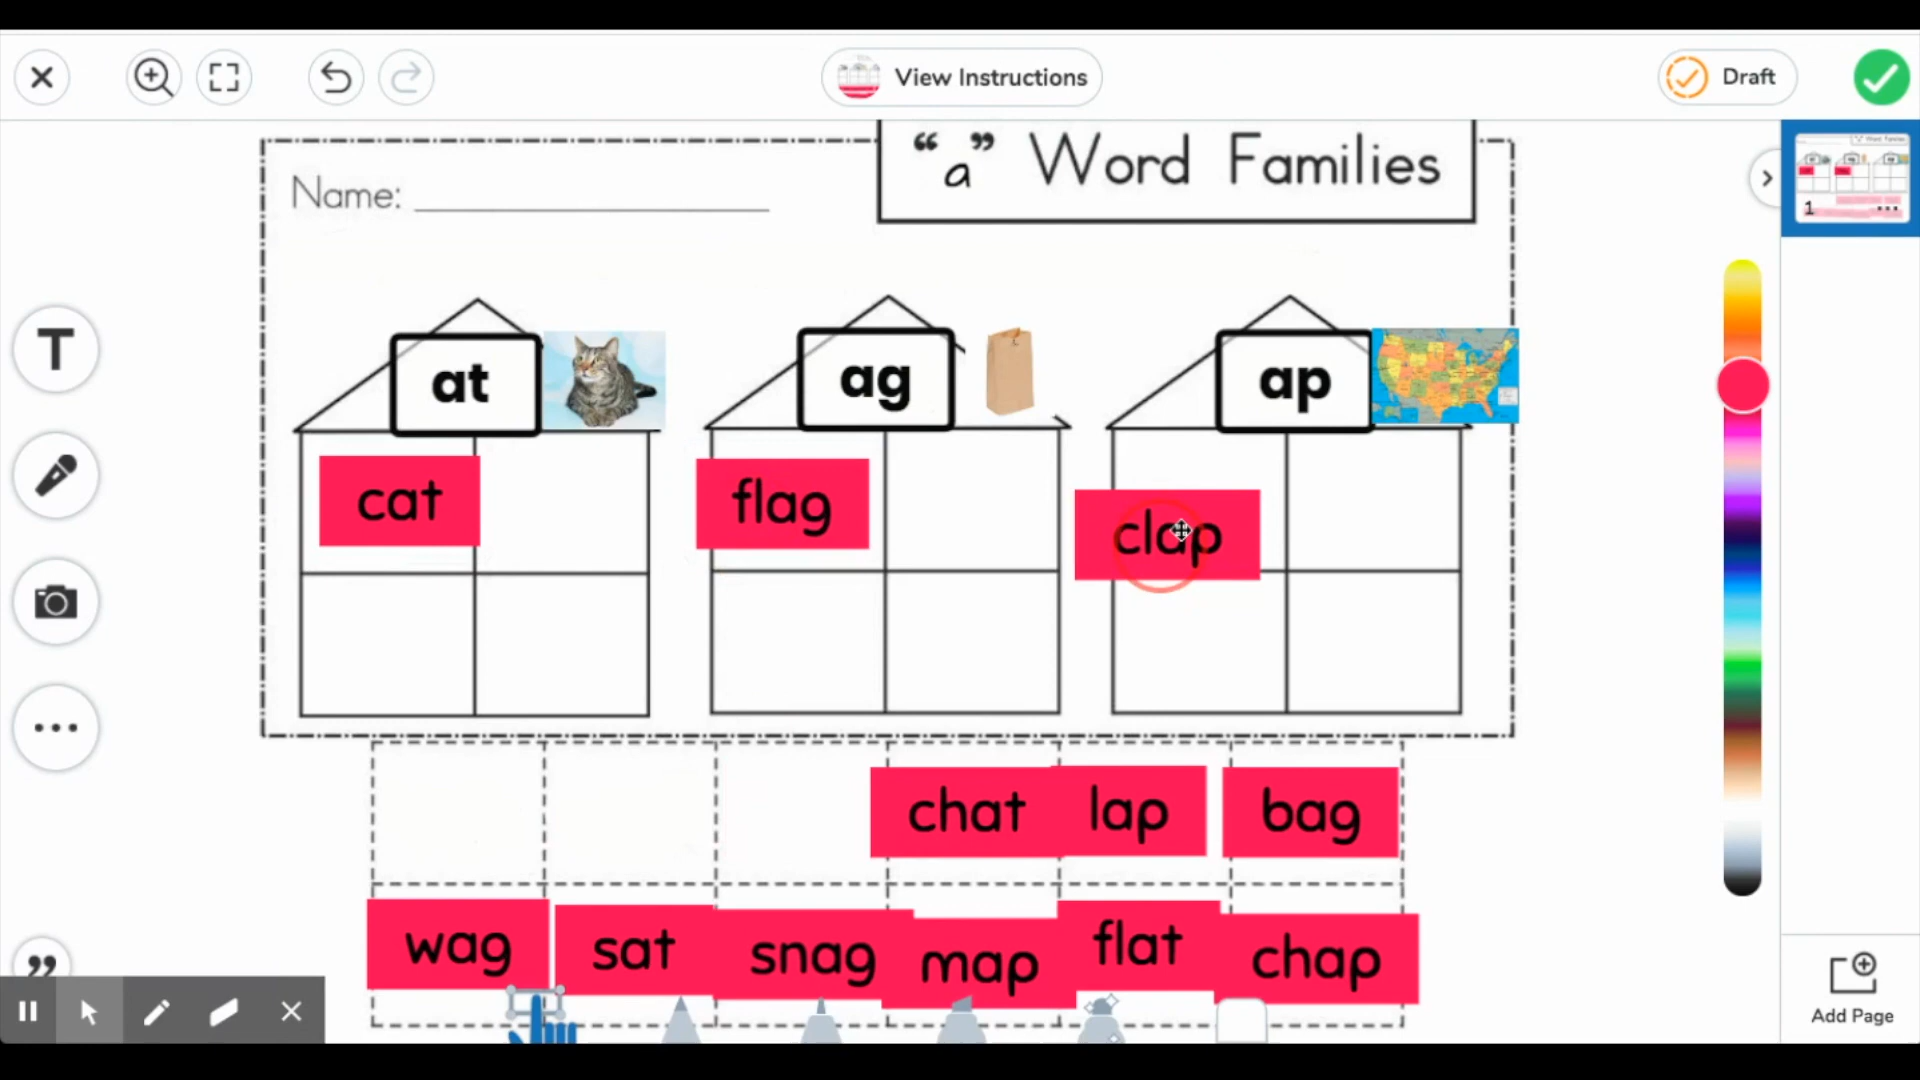 View Instructions
Draft
“a” Word Families
Name:
1
T
at
ag
ap
cat
flag
clap
chat
lap
bag
wag
sat
snag
map
flat
chap
Add Page